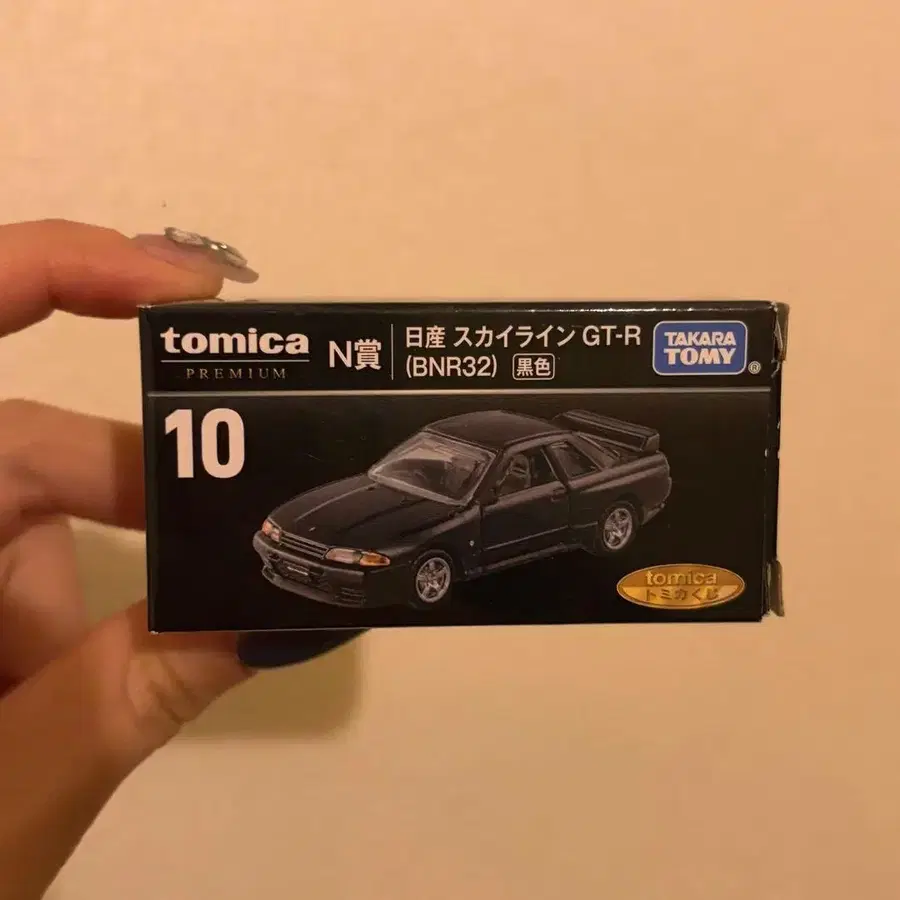 tomica
PREMIUM
N賞
日産 スカイライン GT-R
(BNR32) 黒色
TAKARA
TOMY
®
10
tomica
トミカくじ